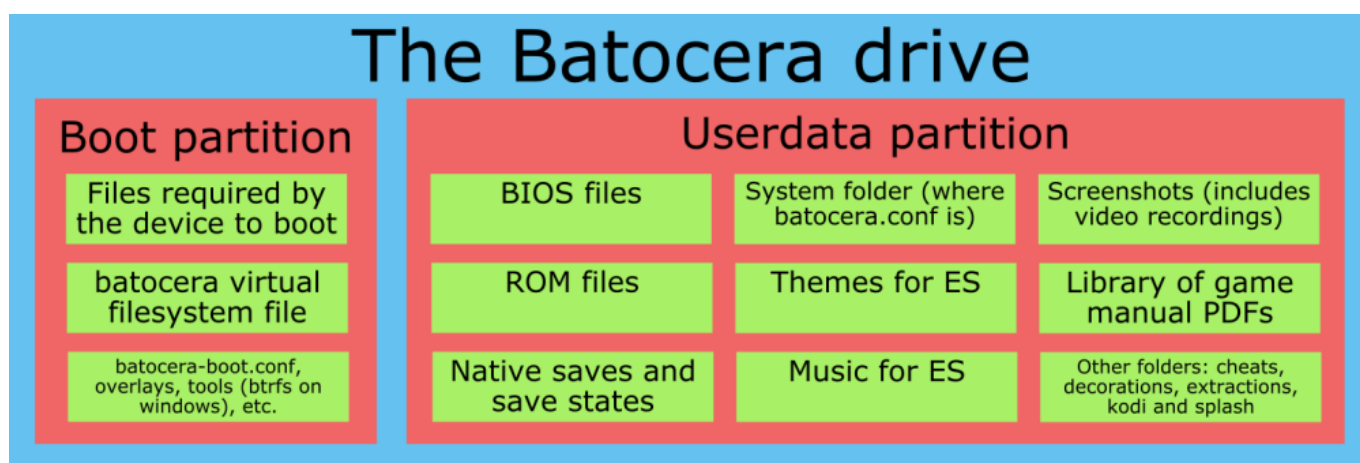 The Batocera drive
Boot partition
Files required by
the device to boot
batocera virtual
filesystem file
batocera-boot.conf,
overlays, tools (btrfs on
windows), etc.
Userdata partition
BIOS files
System folder (where
batocera.conf is)
Screenshots (includes
video recordings)
ROM files
Themes for ES
Library of game
manual PDFs
Native saves and
save states
Music for ES
Other folders: cheats,
decorations, extractions,
kodi and splash